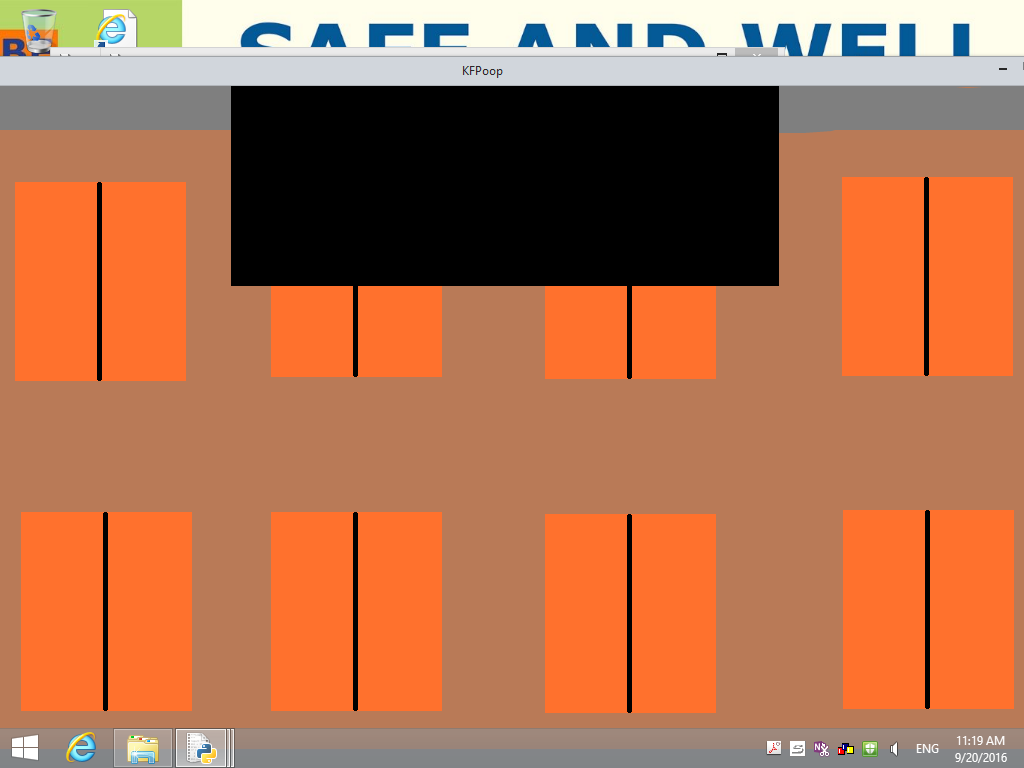 SAFE AND WELL
B
KFPoop
ENG
11:19 AM
9/20/2016